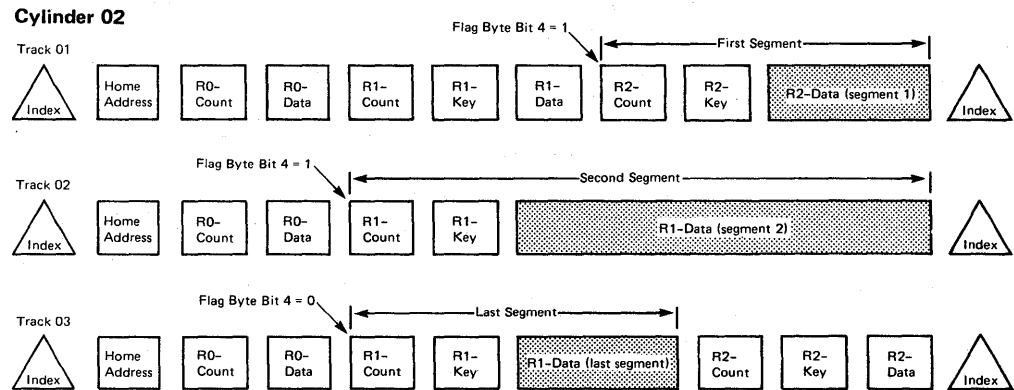 Cylinder 02
Flag Byte Bit 4 = 1
First Segment
Track 01
Index
Home
Address
R0-
Count
R0-
Data
R1-
Count
R1-
Key
R1-
Data
R2-
Count
R2-
Key
R2-Data (segment 1)
Index
Flag Byte Bit 4 = 1
Second Segment
Track 02
Index
Home
Address
R0-
Count
R0-
Data
R1-
Count
R1-
Key
R1-Data (segment 2)
Index
Flag Byte Bit 4 = 0
Last Segment
Track 03
Index
Home
Address
R0-
Count
R0-
Data
R1-
Count
R1-
Key
R1-Data (last segment)
R2-
Count
R2-
Key
R2-
Data
Index